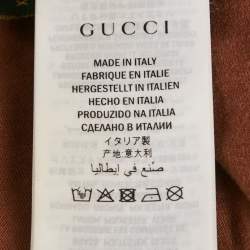 GUCCI
MADE IN ITALY
FABRIQUE EN ITALIE
HERGESTELLT IN ITALIEN
HECHO EN ITALIA
PRODUZIDO NA ITALIA
СДЕЛАНО В ИТАЛИИ
イタリア製
产地:意大利
صنع في إيطاليا